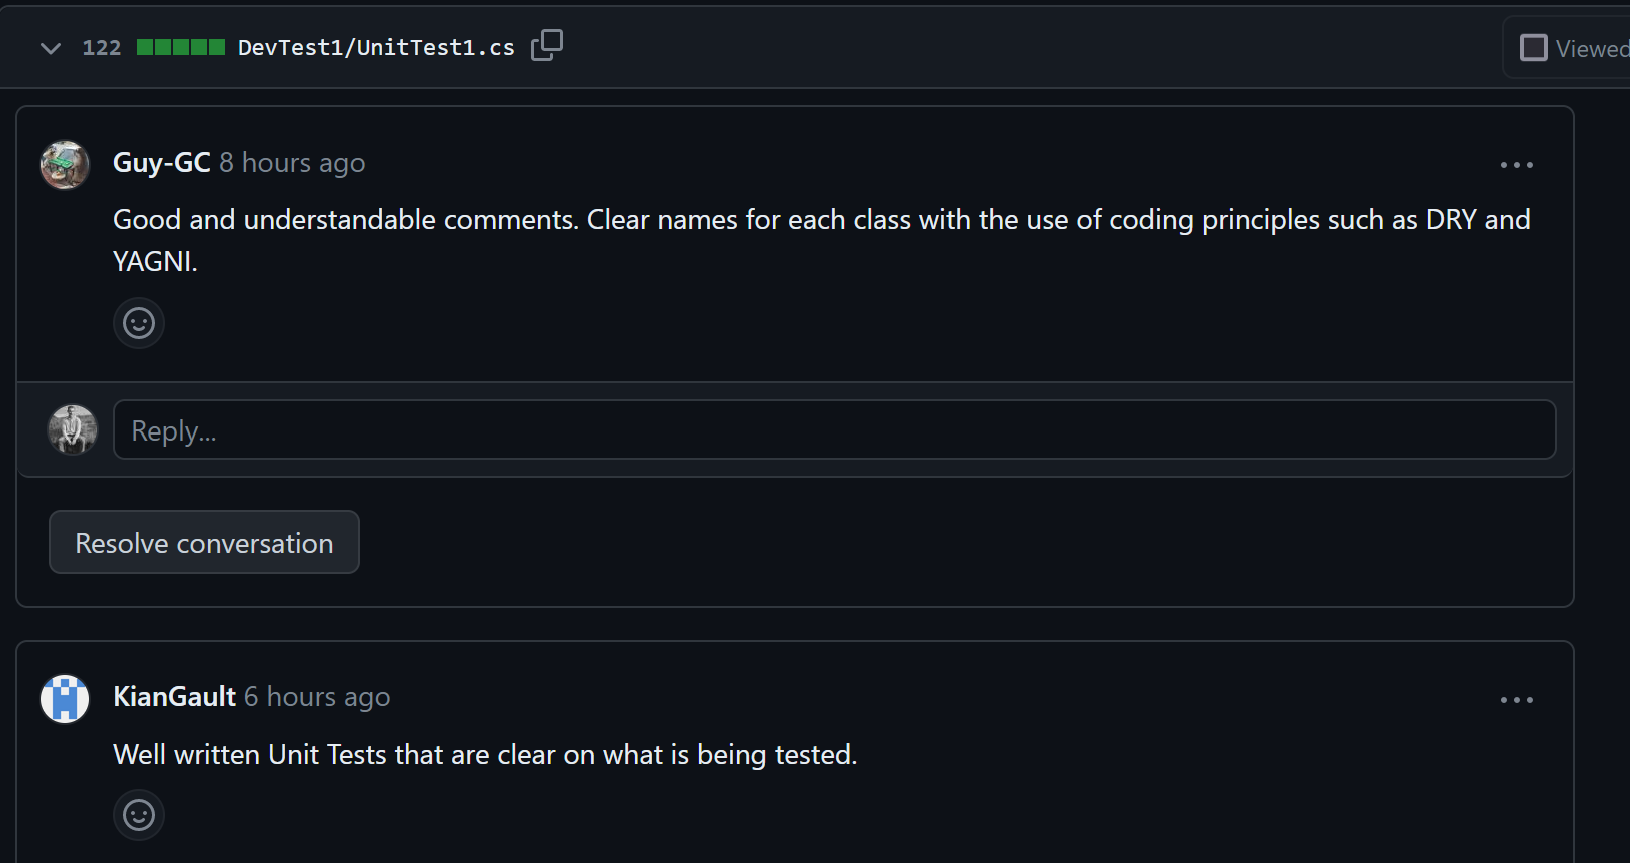 122 DevTest1/UnitTest1.cs
Viewed
Guy-GC 8 hours ago
Good and understandable comments. Clear names for each class with the use of coding principles such as DRY and
YAGNI.
Reply...
Resolve conversation
KianGault 6 hours ago
Well written Unit Tests that are clear on what is being tested.